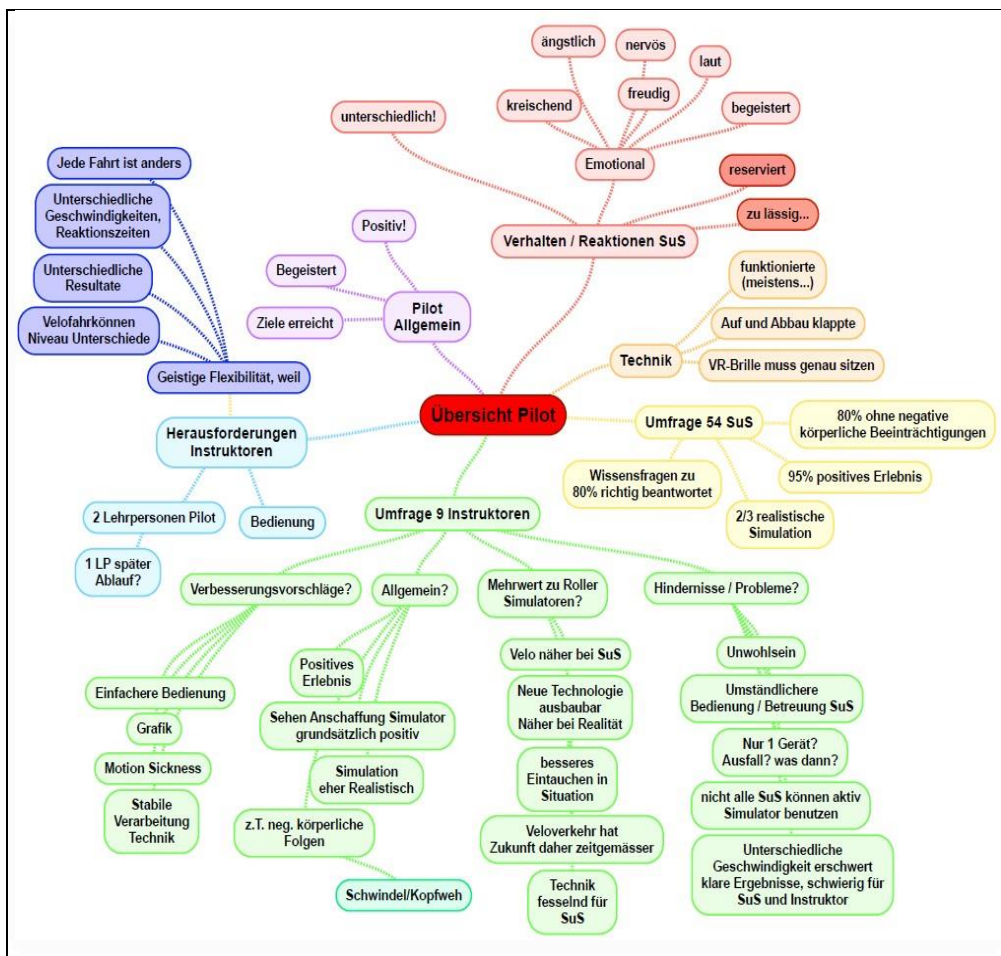 ängstlich
nervös
laut
kreischend
freudig
begeistert
unterschiedlich!
Emotional
reserviert
zu lässig...
Verhalten / Reaktionen SuS
Jede Fahrt ist anders
Unterschiedliche
Geschwindigkeiten,
Reaktionszeiten
Unterschiedliche
Resultate
Velofahrkönnen
Niveau Unterschiede
Geistige Flexibilität, weil
Positiv!
Begeistert
Ziele erreicht
Pilot
Allgemein
funktionierte
(meistens...)
Auf und Abbau klappte
VR-Brille muss genau sitzen
Technik
Übersicht Pilot
Herausforderungen
Instruktoren
2 Lehrpersonen Pilot
1 LP später
Ablauf?
Bedienung
Umfrage 54 SuS
80% ohne negative
körperliche Beeinträchtigungen
95% positives Erlebnis
2/3 realistische
Simulation
Wissensfragen zu
80% richtig beantwortet
Umfrage 9 Instruktoren
Verbesserungsvorschläge?
Einfachere Bedienung
Grafik
Motion Sickness
Stabile
Verarbeitung
Technik
Allgemein?
Positives
Erlebnis
Sehen Anschaffung Simulator
grundsätzlich positiv
Simulation
eher Realistisch
z.T. neg. körperliche
Folgen
Schwindel/Kopfweh
Mehrwert zu Roller
Simulatoren?
Velo näher bei SuS
Neue Technologie
ausbaubar
Näher bei Realität
besseres
Eintauchen in
Situation
Veloverkehr hat
Zukunft daher zeitgemässer
Technik
fesselnd für
SuS
Hindernisse / Probleme?
Unwohlsein
Umständlichere
Bedienung / Betreuung SuS
Nur 1 Gerät?
Ausfall? was dann?
nicht alle SuS können aktiv
Simulator benutzen
Unterschiedliche
Geschwindigkeit erschwert
klare Ergebnisse, schwierig für
SuS und Instruktor